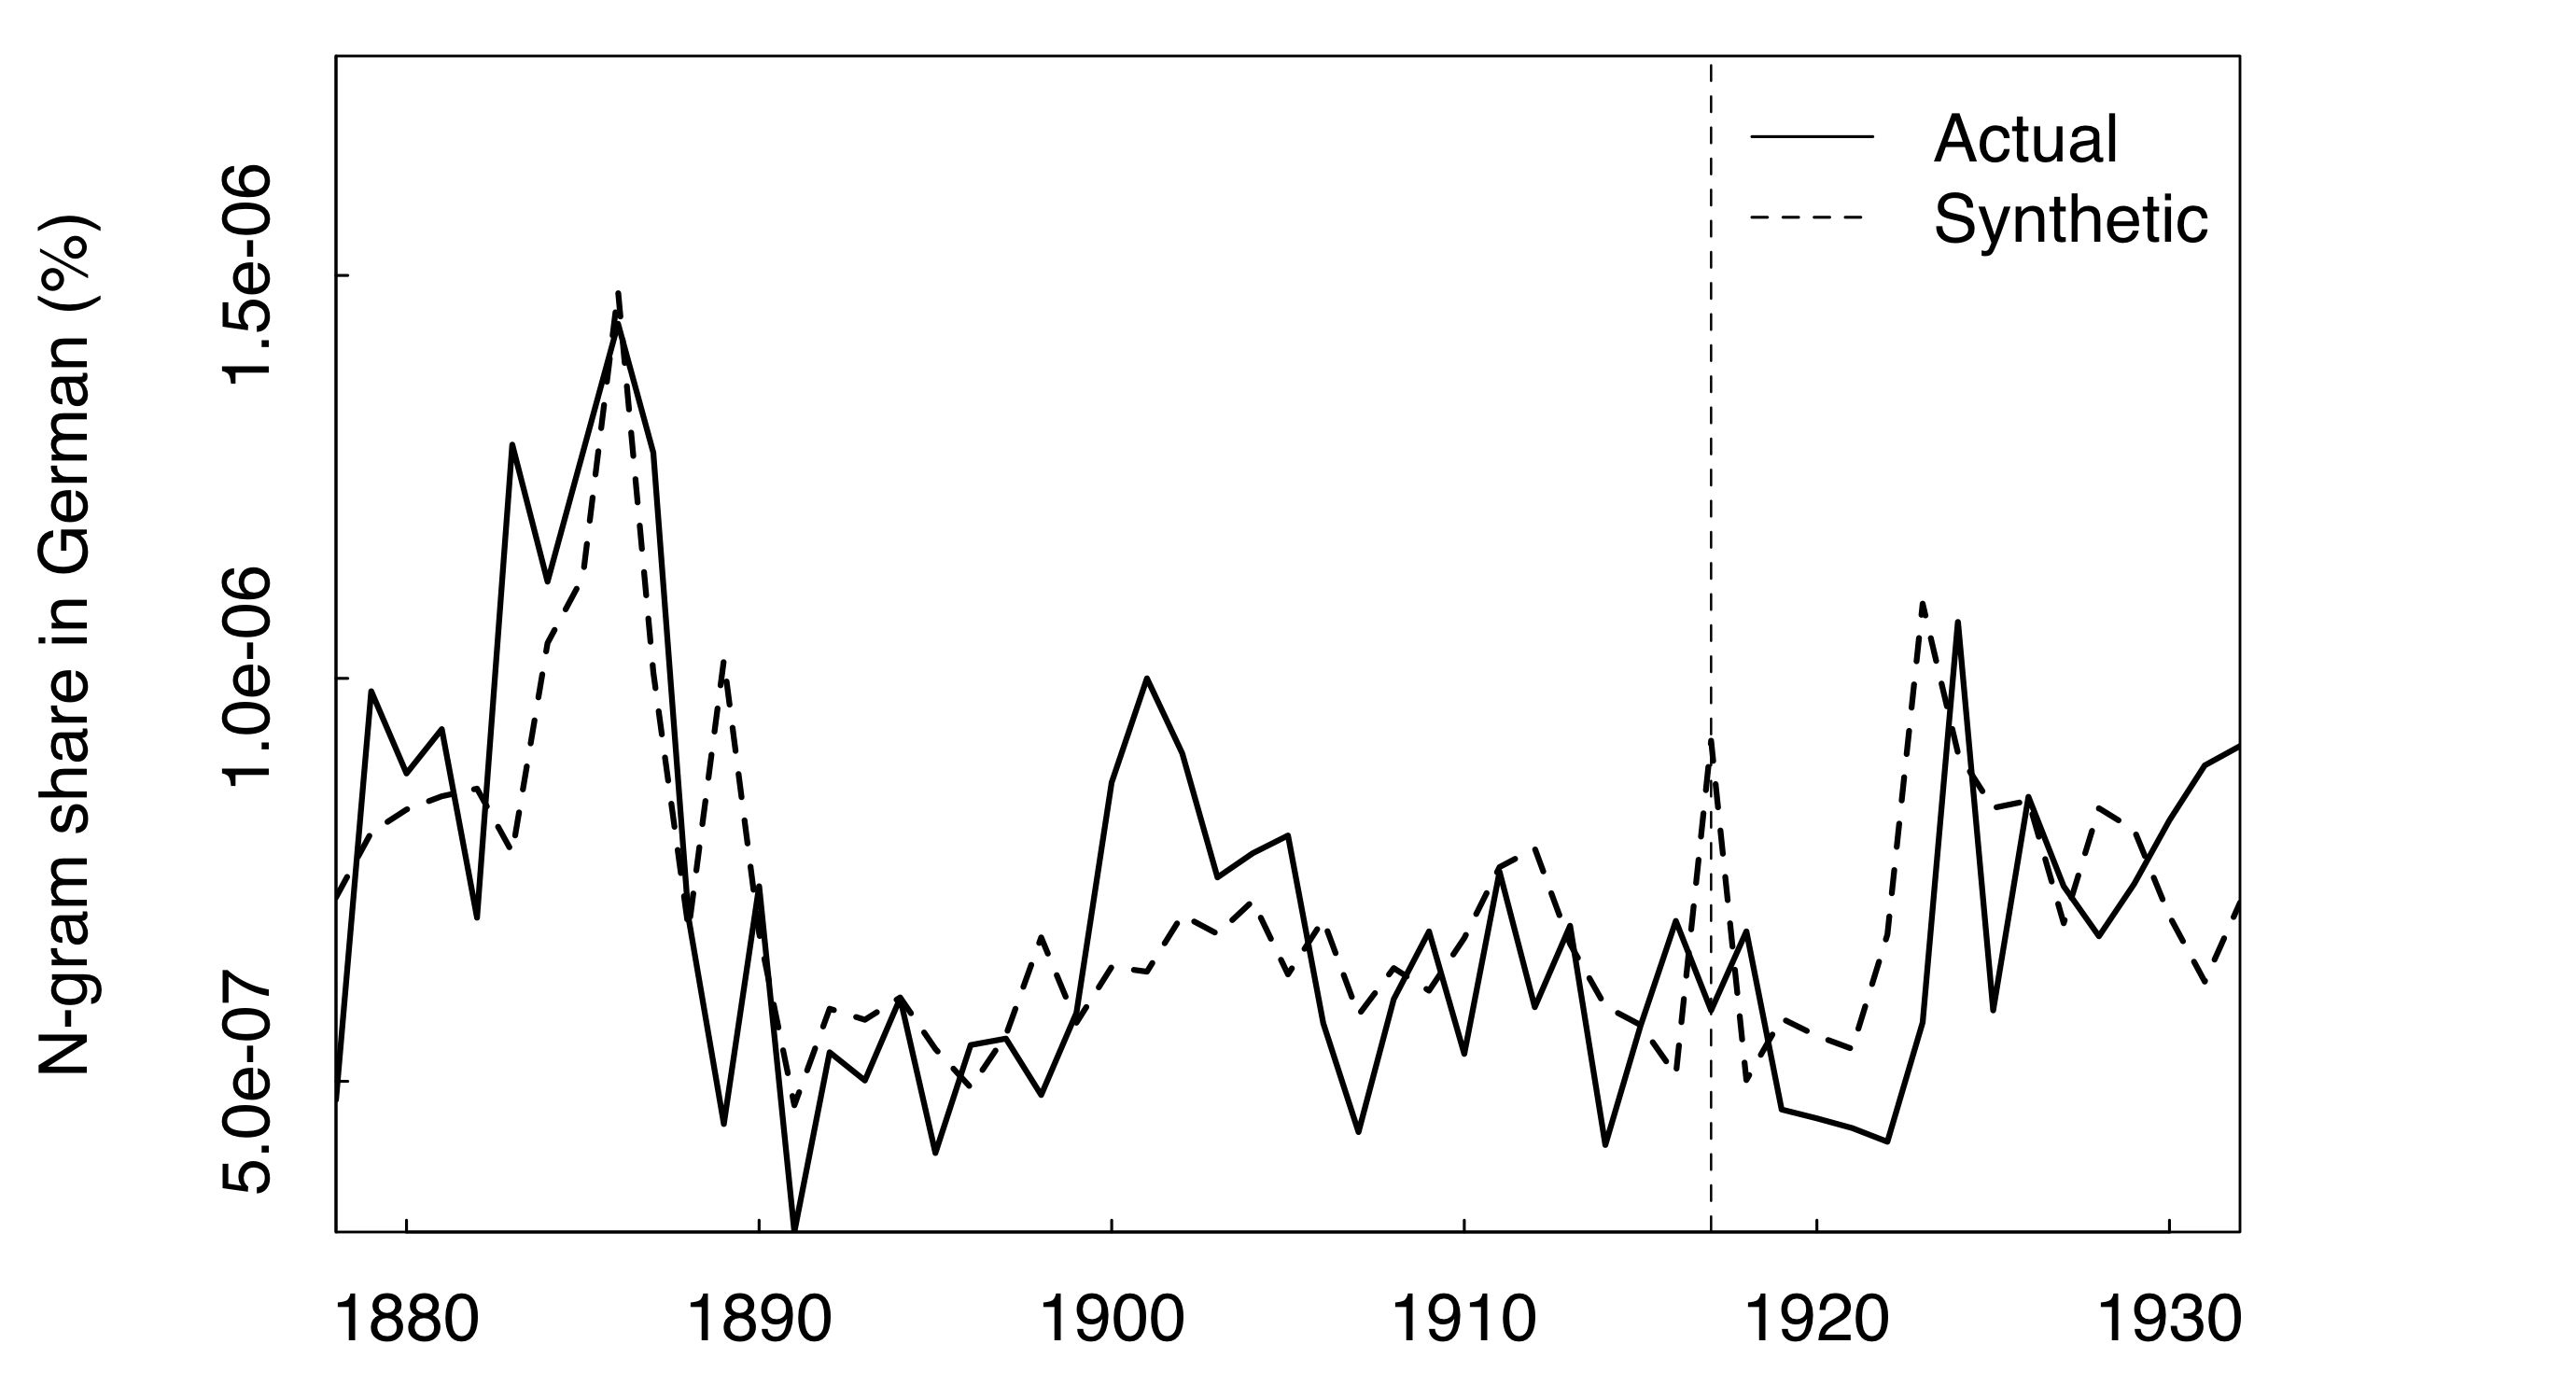 N-gram share in German (%)
1.5e-06
1.0e-06
5.0e-07
Actual
Synthetic
1880 1890 1900 1910 1920 1930